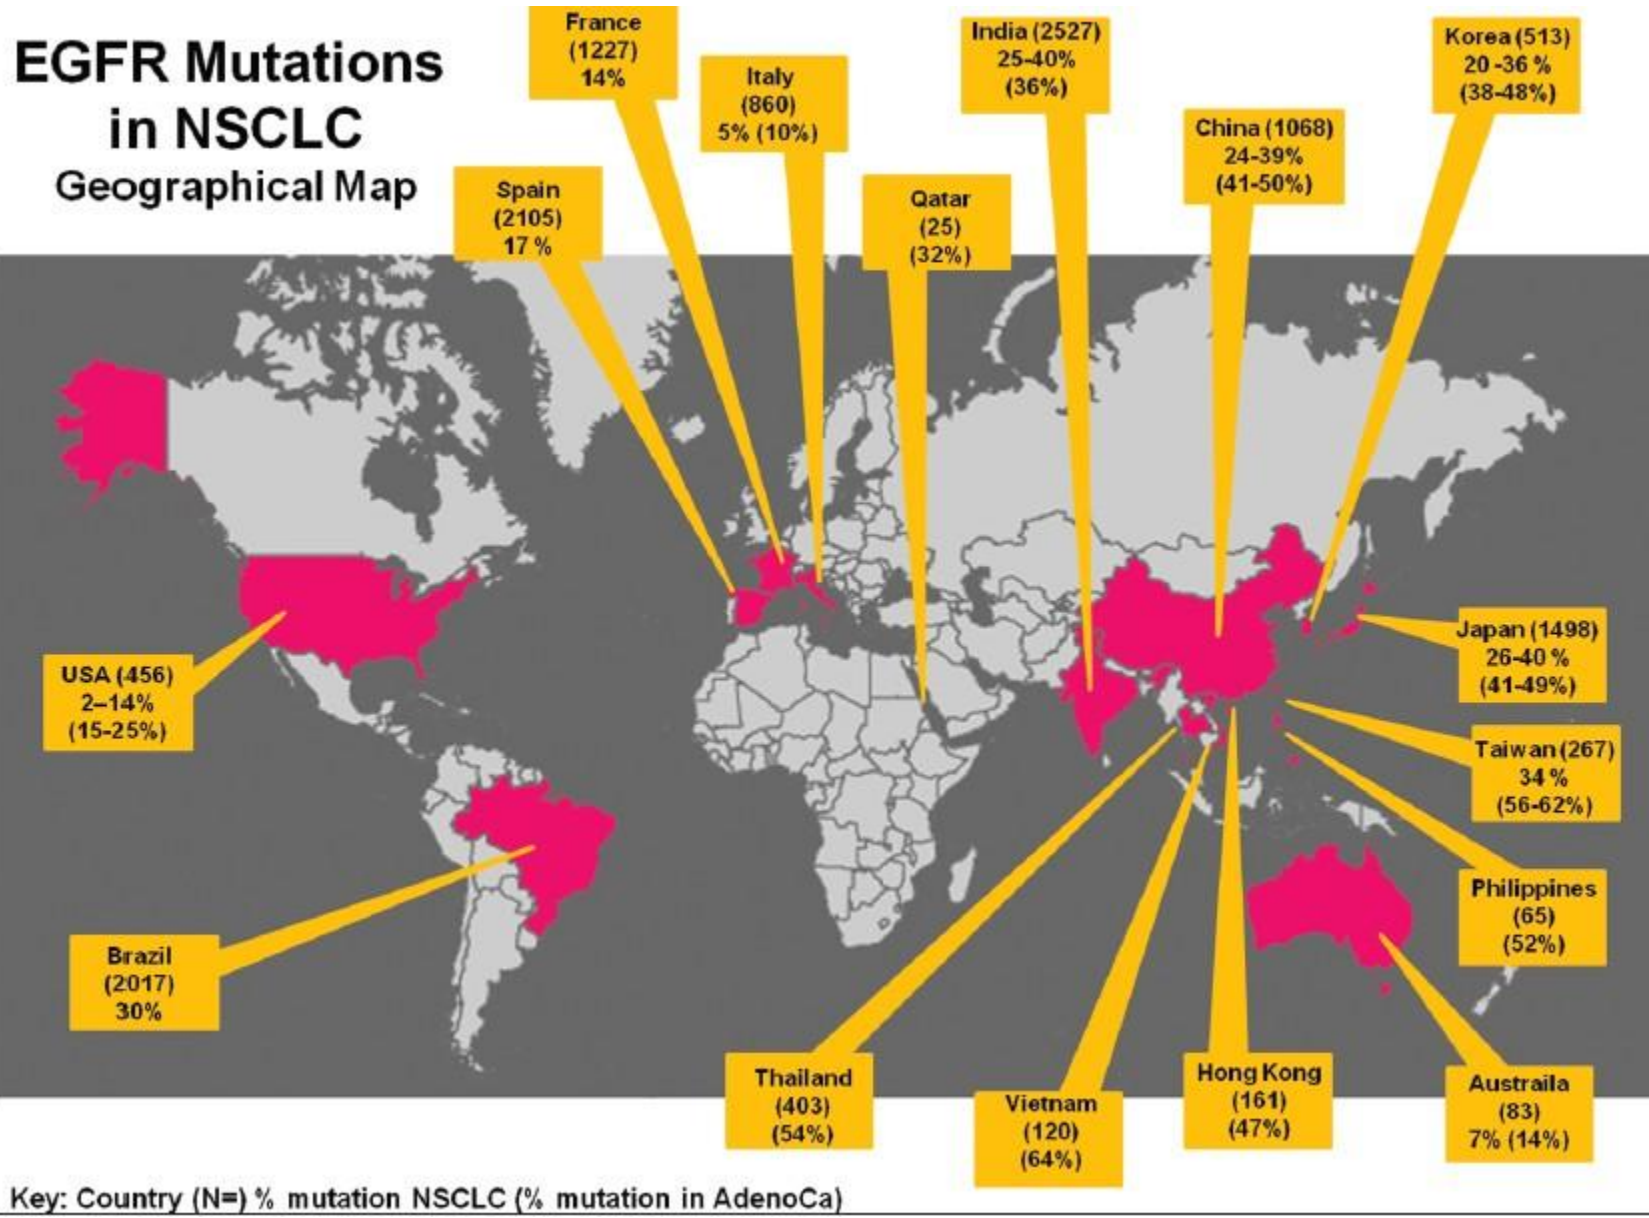 EGFR Mutations
in NSCLC
Geographical Map
France
(1227)
14%
Italy
(860)
5% (10%)
India (2527)
25-40%
(36%)
Korea (513)
20 -36 %
(38-48%)
China (1068)
24-39%
(41-50%)
Spain
(2105)
17 %
Qatar
(25)
(32%)
USA (456)
2–14%
(15-25%)
Japan (1498)
26-40 %
(41-49%)
Taiwan (267)
34 %
(56-62%)
Philippines
(65)
(52%)
Brazil
(2017)
30%
Thailand
(403)
(54%)
Vietnam
(120)
(64%)
Hong Kong
(161)
(47%)
Austraila
(83)
7% (14%)
Key: Country (N=) % mutation NSCLC (% mutation in AdenoCa)